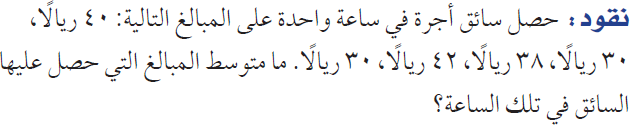 نقود: حصل سائق أجرة في ساعة واحدة على المبالغ التالية: ٤٠ ريالًا،
٣٠ ريالًا، ٣٨ ريالًا، ٤٢ ريالًا، ٣٠ ريالًا. ما متوسط المبالغ التي حصل عليها
السائق في تلك الساعة؟